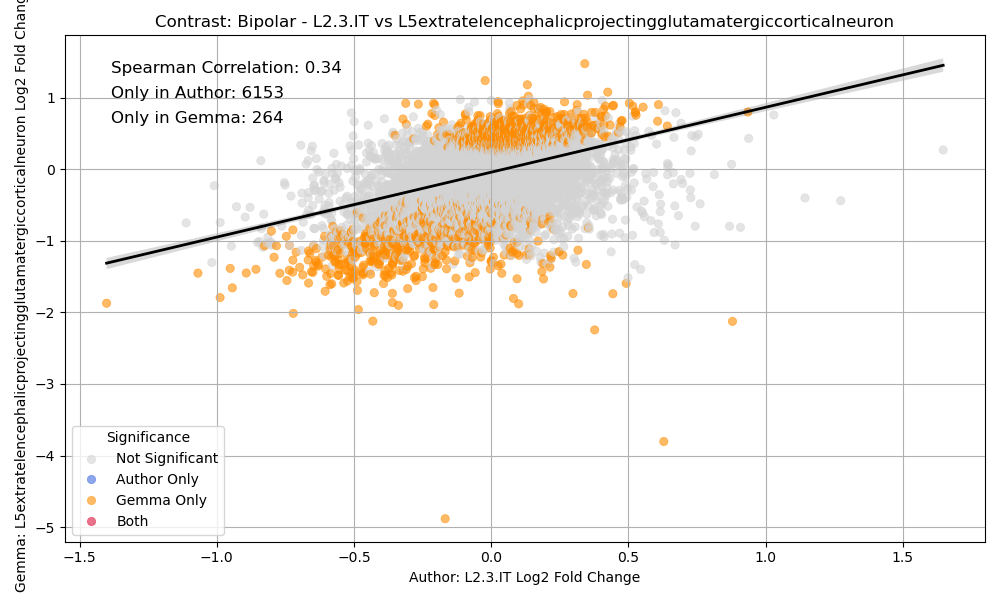 Contrast: Bipolar - L2.3.IT vs L5extratelencephalicprojectingglutamatergiccorticalneuron
Gemma: L5extratelencephalicprojectingglutamatergiccorticalneuron Log2 Fold Chang
Spearman Correlation: 0.34
Only in Author: 6153
Only in Gemma: 264
1
0
−1
−2
−3
−4
−5
Significance
Not Significant
Author Only
Gemma Only
Both
−1.5
−1.0
−0.5
0.0
0.5
1.0
1.5
Author: L2.3.IT Log2 Fold Change